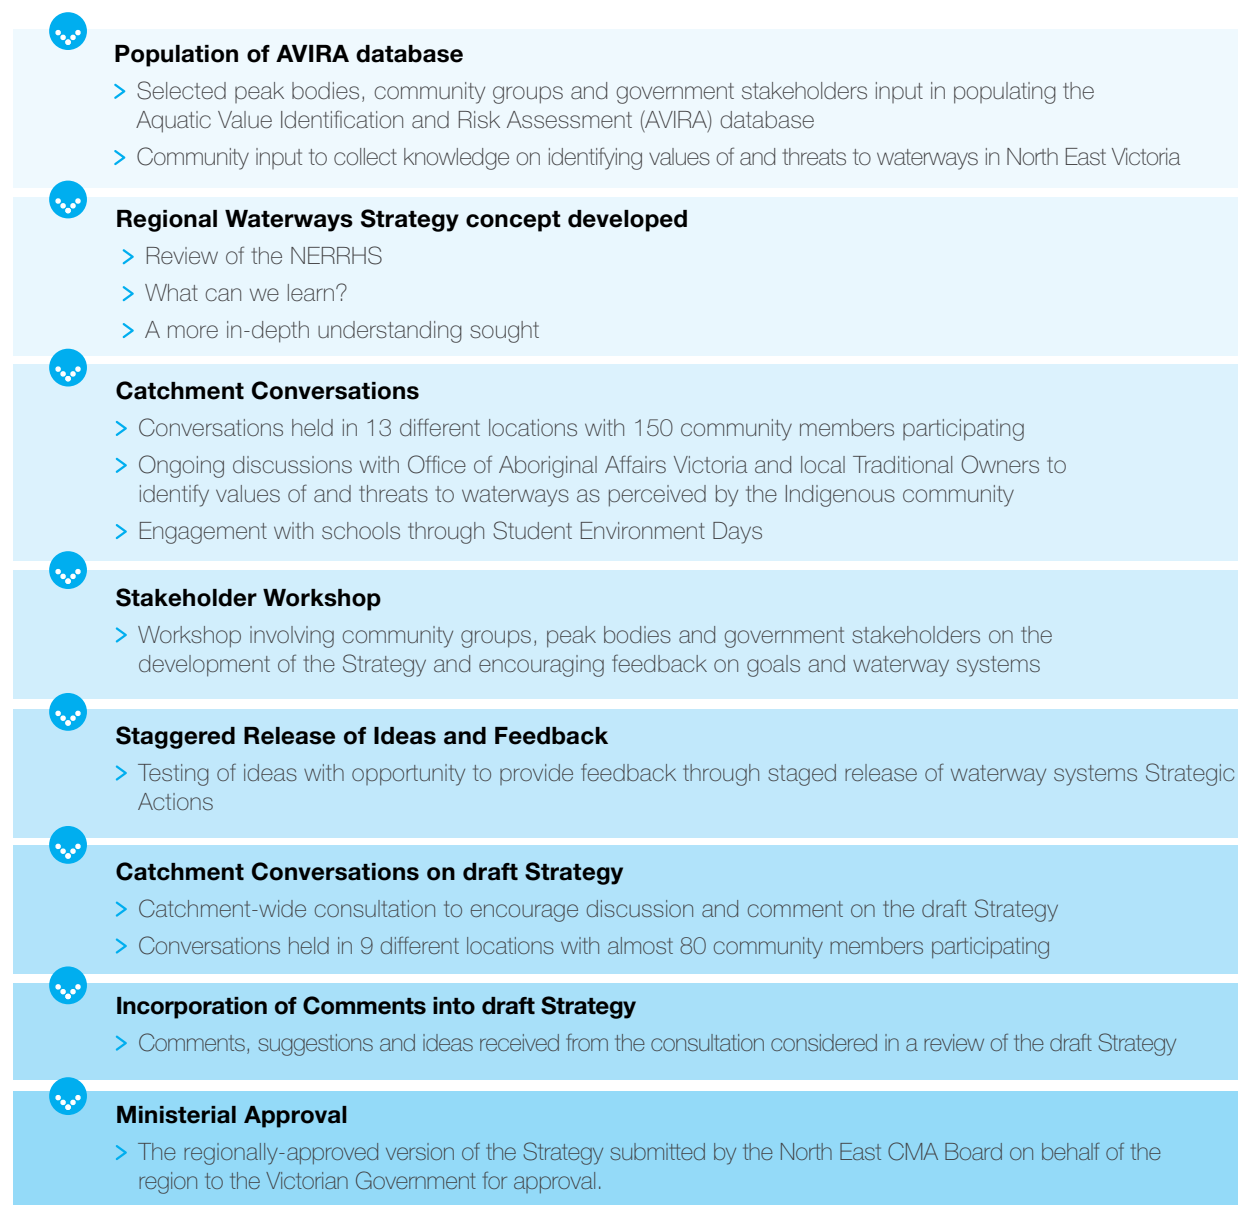 Population of AVIRA database
> Selected peak bodies, community groups and government stakeholders input in populating the
Aquatic Value Identification and Risk Assessment (AVIRA) database
> Community input to collect knowledge on identifying values of and threats to waterways in North East Victoria
Regional Waterways Strategy concept developed
> Review of the NERRHS
> What can we learn?
> A more in-depth understanding sought
Catchment Conversations
> Conversations held in 13 different locations with 150 community members participating
> Ongoing discussions with Office of Aboriginal Affairs Victoria and local Traditional Owners to
identify values of and threats to waterways as perceived by the Indigenous community
> Engagement with schools through Student Environment Days
Stakeholder Workshop
> Workshop involving community groups, peak bodies and government stakeholders on the
development of the Strategy and encouraging feedback on goals and waterway systems
Staggered Release of Ideas and Feedback
> Testing of ideas with opportunity to provide feedback through staged release of waterway systems Strategic
Actions
Catchment Conversations on draft Strategy
> Catchment-wide consultation to encourage discussion and comment on the draft Strategy
> Conversations held in 9 different locations with almost 80 community members participating
Incorporation of Comments into draft Strategy
> Comments, suggestions and ideas received from the consultation considered in a review of the draft Strategy
Ministerial Approval
> The regionally-approved version of the Strategy submitted by the North East CMA Board on behalf of the
region to the Victorian Government for approval.